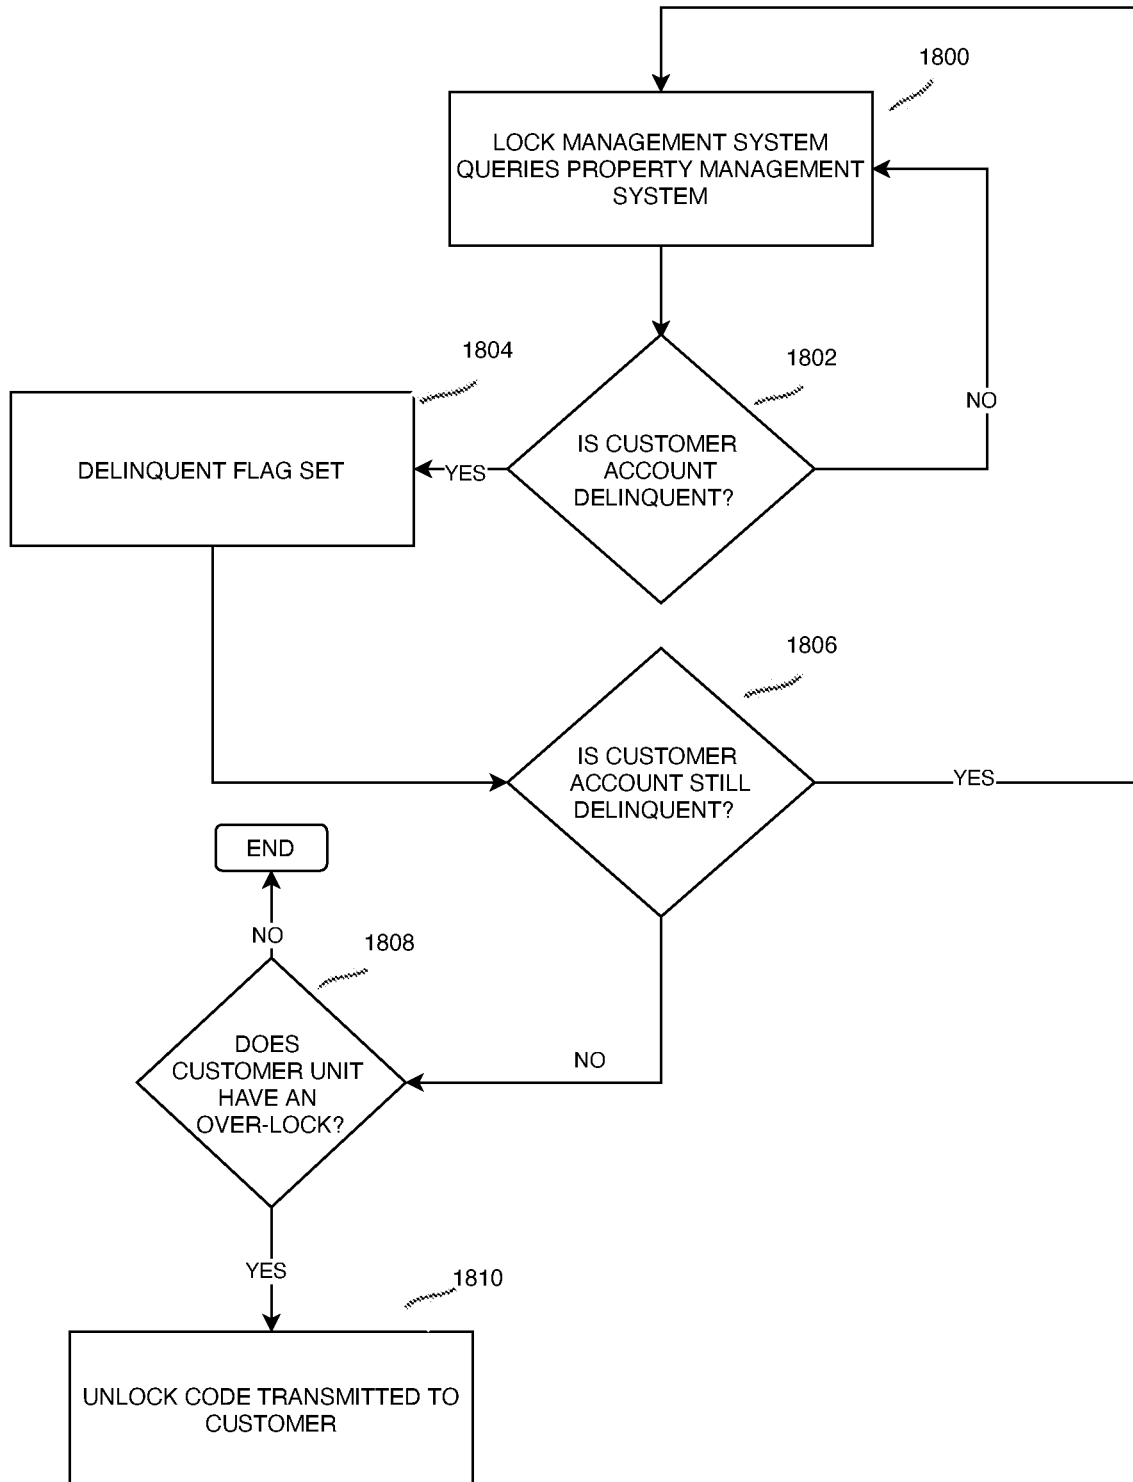 1800
LOCK MANAGEMENT SYSTEM
QUERIES PROPERTY MANAGEMENT
SYSTEM
1802
IS CUSTOMER
ACCOUNT
DELINQUENT?
NO
YES
1804
DELINQUENT FLAG SET
1806
IS CUSTOMER
ACCOUNT STILL
DELINQUENT?
YES
NO
END
NO
1808
DOES
CUSTOMER UNIT
HAVE AN
OVER-LOCK?
YES
1810
UNLOCK CODE TRANSMITTED TO
CUSTOMER